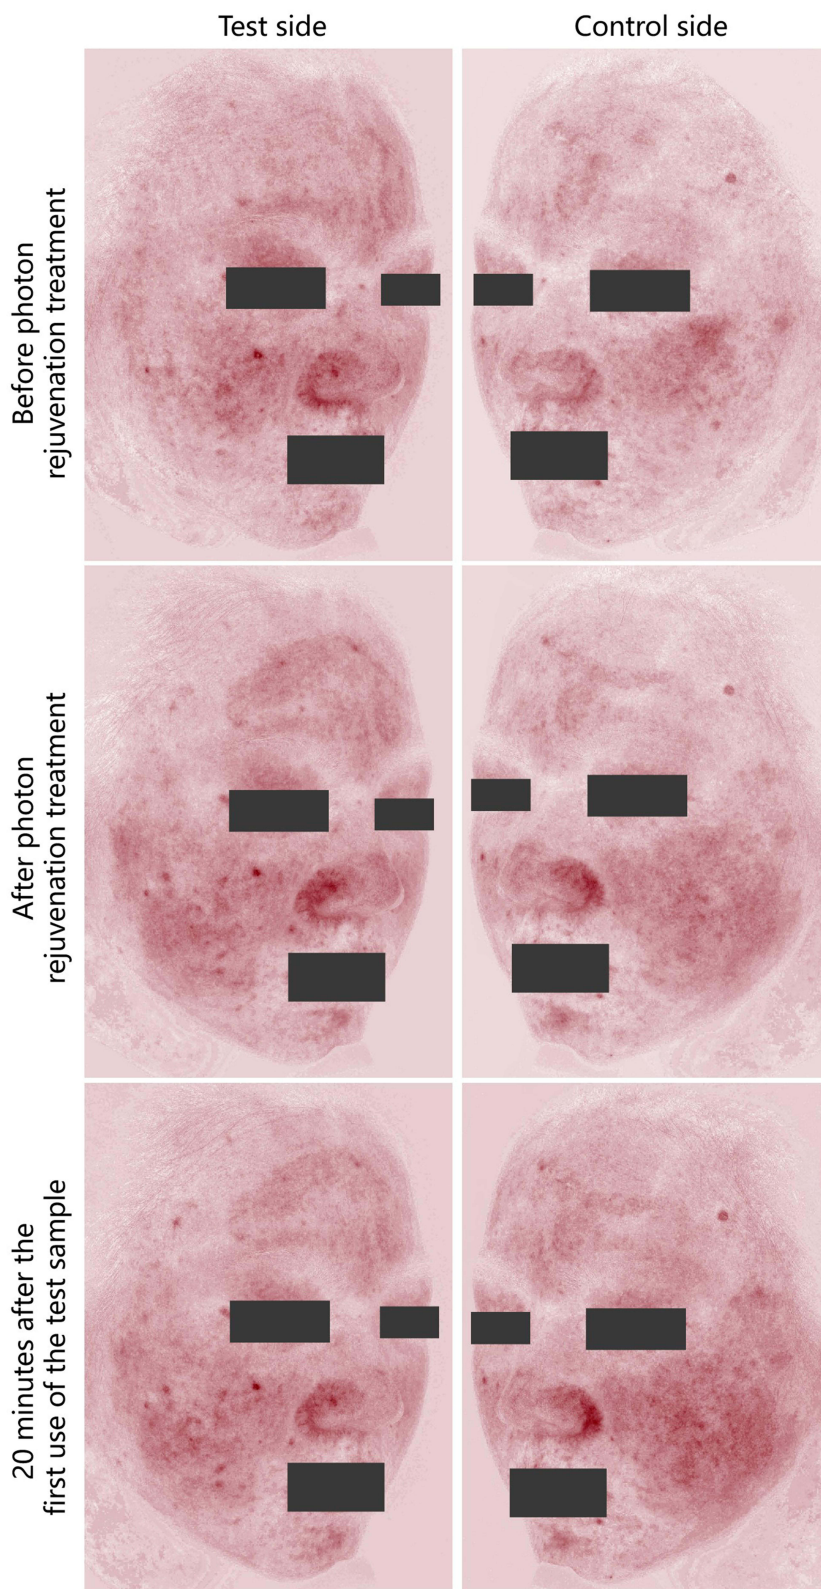 Test side
Control side
Before photon
rejuvenation treatment
After photon
rejuvenation treatment
20 minutes after the
first use of the test sample